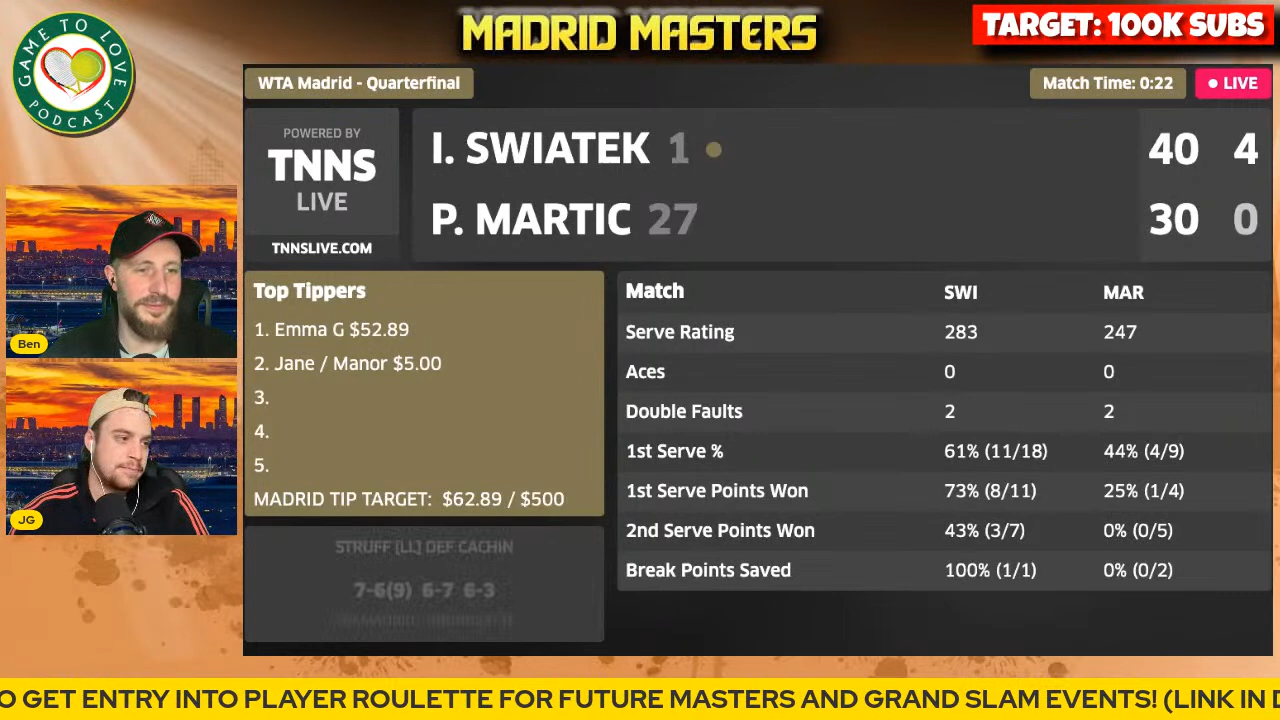 GAME TO LOVE
PODCAST
MADRID MASTERS
TARGET: 100K SUBS
WTA Madrid - Quarterfinal
Match Time: 0:22
LIVE
POWERED BY
TNNS
LIVE
TNNSLIVE.COM
I. SWIATEK 1 40 4
P. MARTIC 27 30 0
Top Tippers
1. Emma G $52.89
2. Jane / Manor $5.00
3.
4.
5.
MADRID TIP TARGET: $62.89 / $500
STRUFF [LL] DEF CACHIN
7-6(9) 6-7 6-3
Match SWI MAR
Serve Rating 283 247
Aces 0 0
Double Faults 2 2
1st Serve % 61% (11/18) 44% (4/9)
1st Serve Points Won 73% (8/11) 25% (1/4)
2nd Serve Points Won 43% (3/7) 0% (0/5)
Break Points Saved 100% (1/1) 0% (0/2)
Ben
JG
O GET ENTRY INTO PLAYER ROULETTE FOR FUTURE MASTERS AND GRAND SLAM EVENTS! (LINK IN D